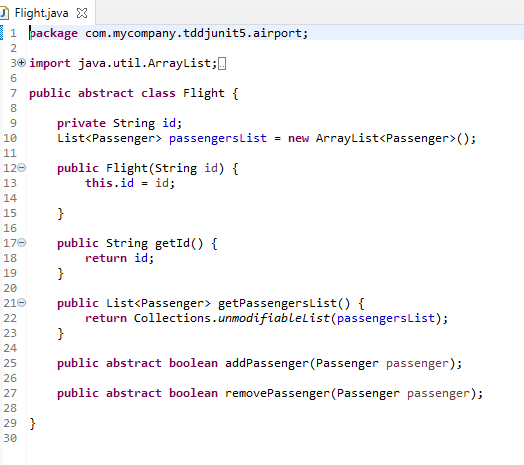 Flight.java
1 package com.mycompany.tddjunit5.airport;
2
3 import java.util.ArrayList;
6
7 public abstract class Flight {
8
9     private String id;
10     List<Passenger> passengersList = new ArrayList<Passenger>();
11
12     public Flight(String id) {
13         this.id = id;
14
15     }
16
17     public String getId() {
18         return id;
19     }
20
21     public List<Passenger> getPassengersList() {
22         return Collections.unmodifiableList(passengersList);
23     }
24
25     public abstract boolean addPassenger(Passenger passenger);
26
27     public abstract boolean removePassenger(Passenger passenger);
28
29 }
30